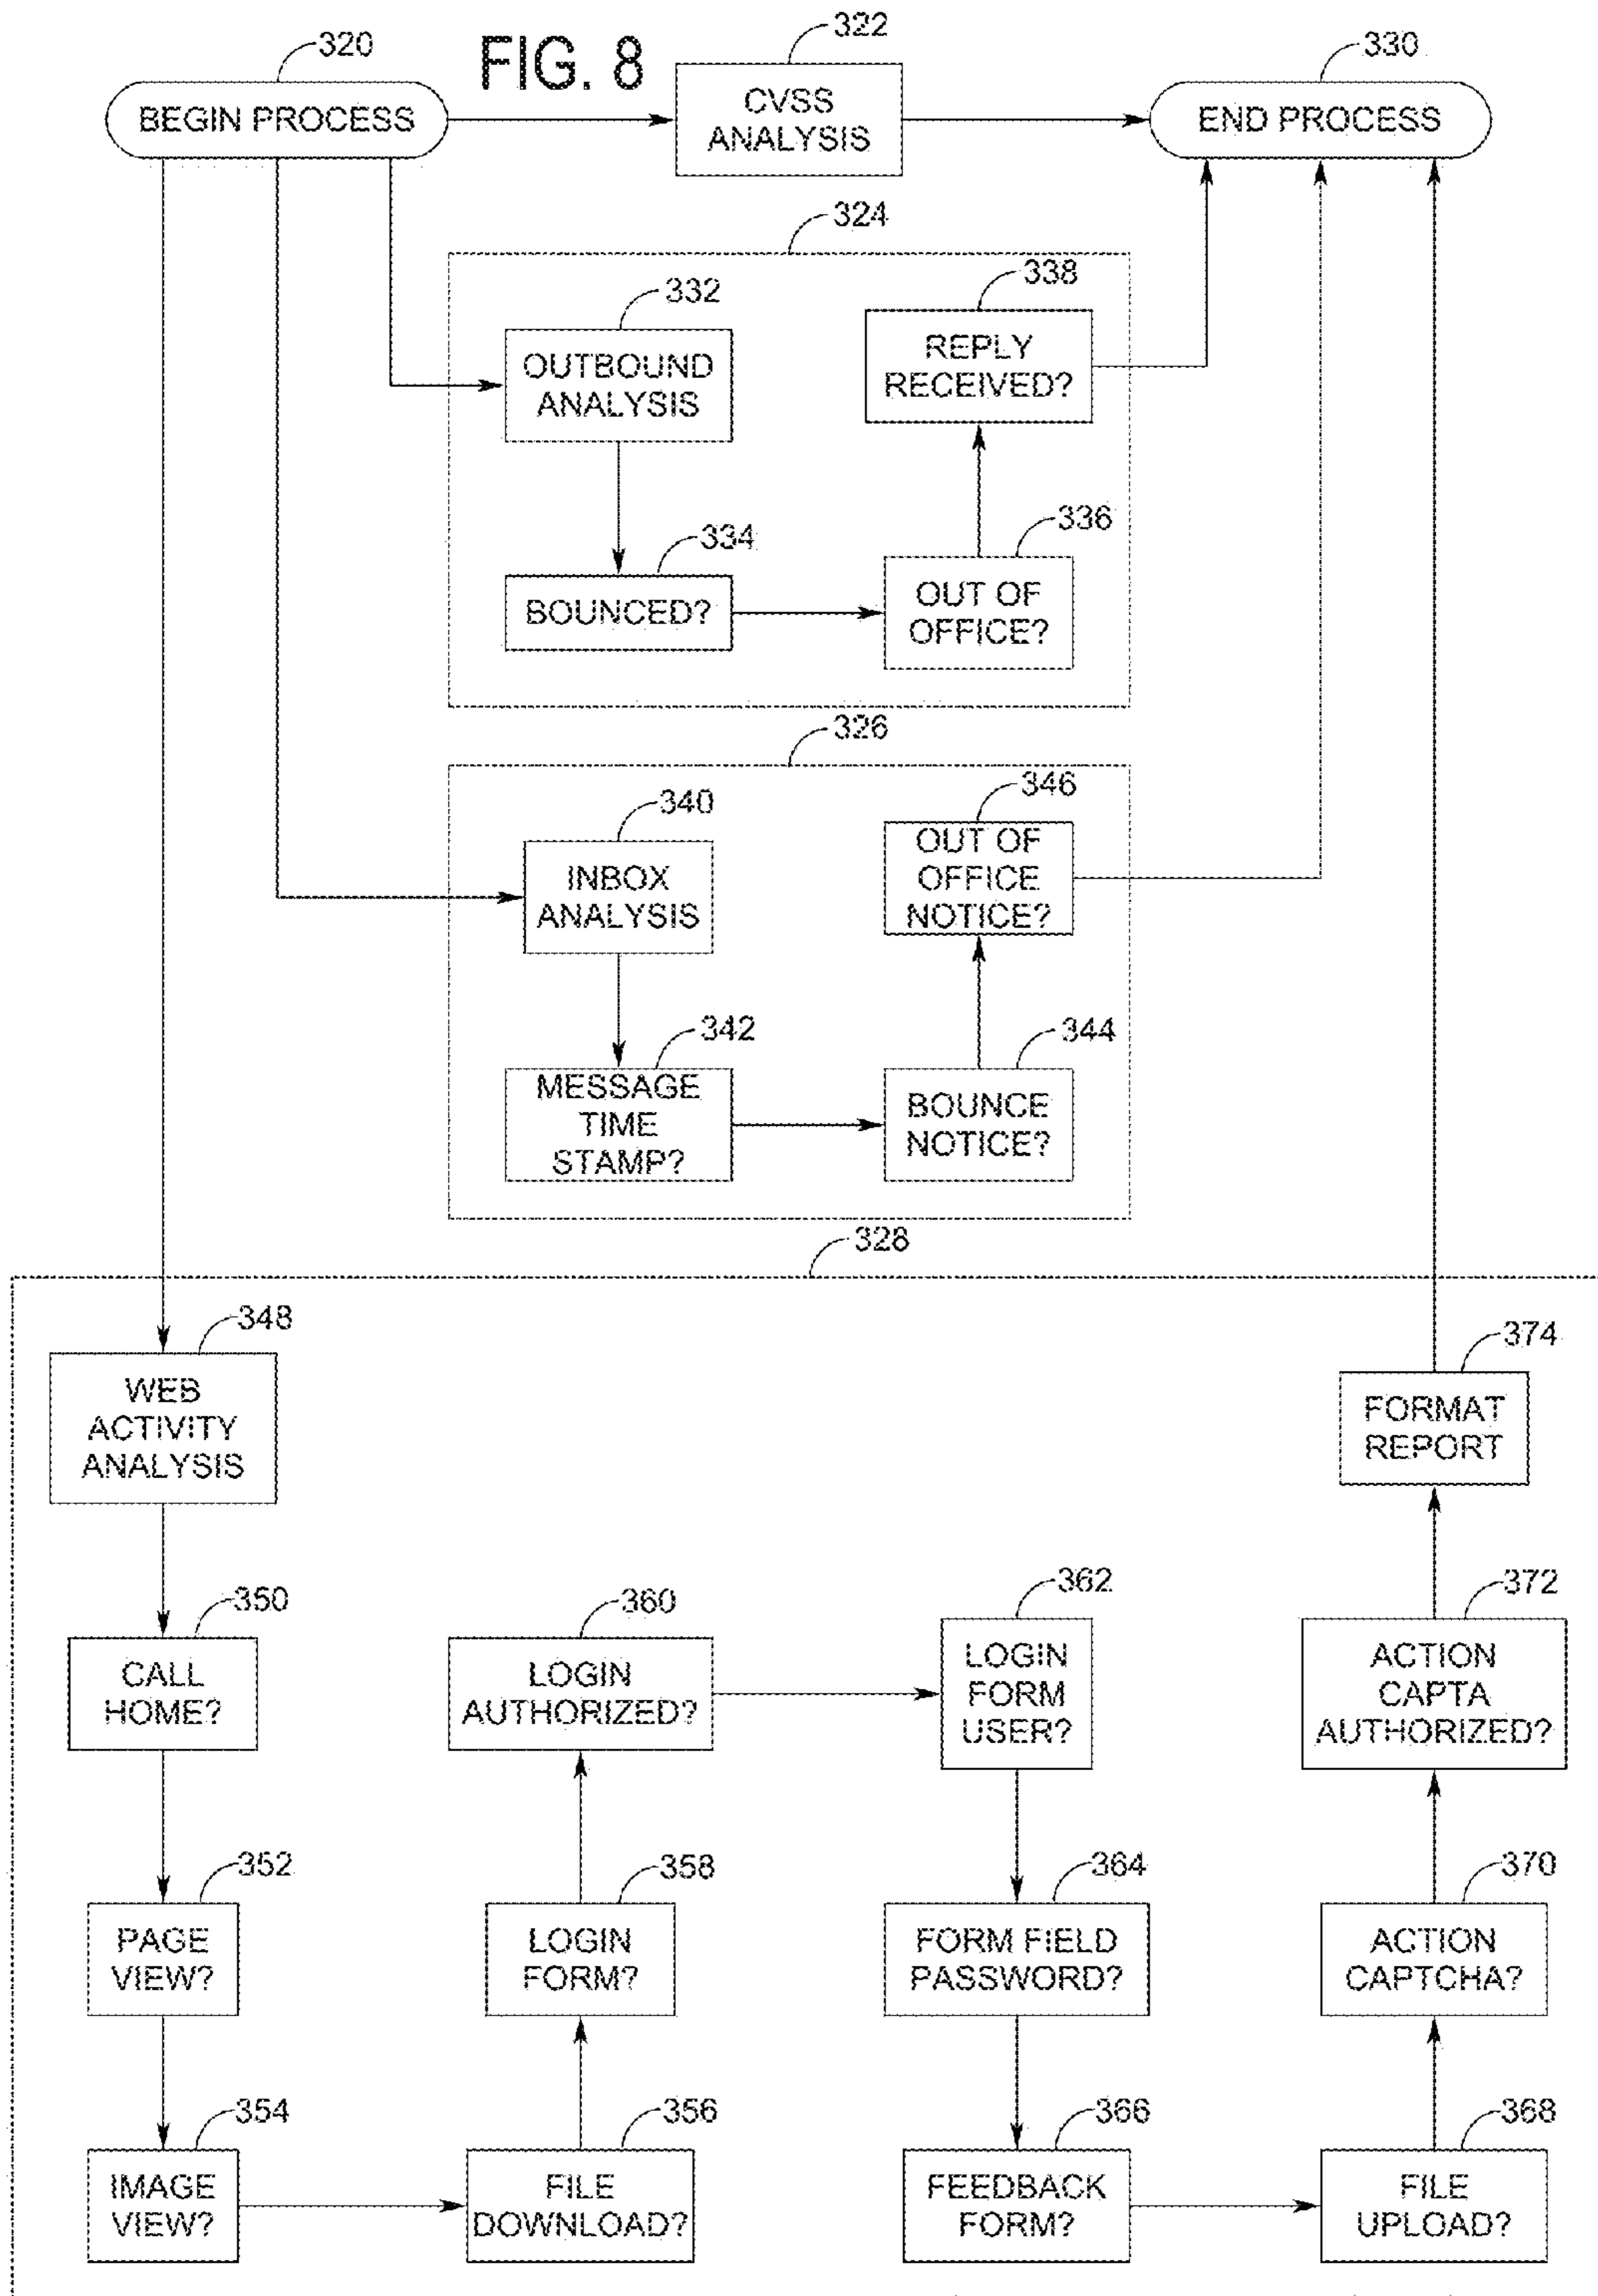 FIG. 8
320
BEGIN PROCESS
322
CVSS
ANALYSIS
330
END PROCESS
324
332
OUTBOUND
ANALYSIS
338
REPLY
RECEIVED?
334
BOUNCED?
336
OUT OF
OFFICE?
326
340
INBOX
ANALYSIS
346
OUT OF
OFFICE
NOTICE?
342
MESSAGE
TIME
STAMP?
344
BOUNCE
NOTICE?
328
348
WEB
ACTIVITY
ANALYSIS
374
FORMAT
REPORT
350
CALL
HOME?
360
LOGIN
AUTHORIZED?
362
LOGIN
FORM
USER?
372
ACTION
CAPTA
AUTHORIZED?
352
PAGE
VIEW?
358
LOGIN
FORM?
364
FORM FIELD
PASSWORD?
370
ACTION
CAPTCHA?
354
IMAGE
VIEW?
356
FILE
DOWNLOAD?
366
FEEDBACK
FORM?
368
FILE
UPLOAD?